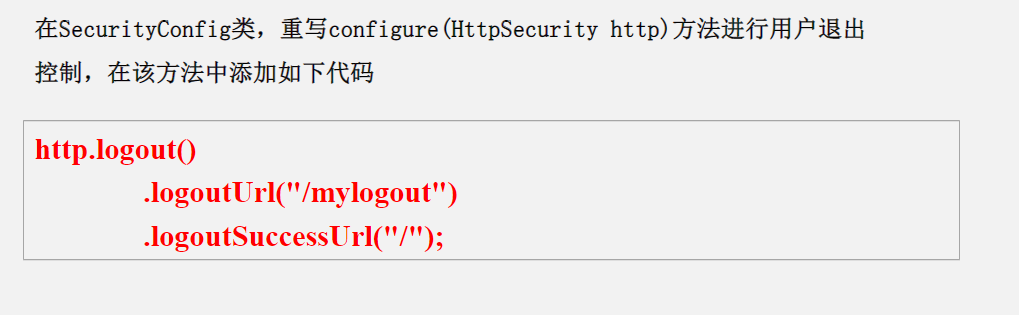 在SecurityConfig类，重写configure(HttpSecurity http)方法进行用户退出
控制，在该方法中添加如下代码
http.logout()
.logoutUrl("/mylogout")
.logoutSuccessUrl("/");